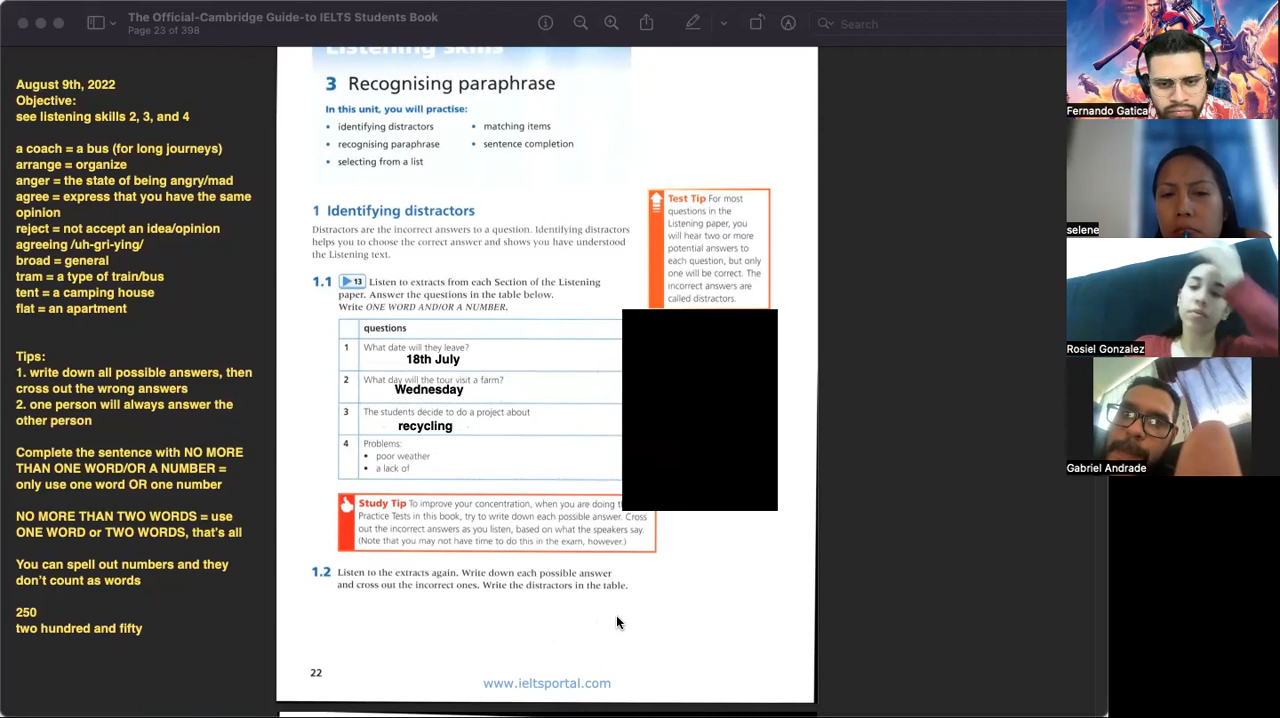 The Official-Cambridge Guide-to IELTS Students Book
Page 23 of 398
Search
August 9th, 2022
Objective:
see listening skills 2, 3, and 4
a coach = a bus (for long journeys)
arrange = organize
anger = the state of being angry/mad
agree = express that you have the same
opinion
reject = not accept an idea/opinion
agreeing /uh-gri-ying/
broad = general
tram = a type of train/bus
tent = a camping house
flat = an apartment
Tips:
1. write down all possible answers, then
cross out the wrong answers
2. one person will always answer the
other person
Complete the sentence with NO MORE
THAN ONE WORD/OR A NUMBER =
only use one word OR one number
NO MORE THAN TWO WORDS = use
ONE WORD or TWO WORDS, that's all
You can spell out numbers and they
don't count as words
250
two hundred and fifty
Listening skills
3 Recognising paraphrase
In this unit, you will practise:
• identifying distractors
• recognising paraphrase
• selecting from a list
• matching items
• sentence completion
1 Identifying distractors
Distractors are the incorrect answers to a question. Identifying distractors
helps you to choose the correct answer and shows you have understood
the Listening text.
1.1 13 Listen to extracts from each Section of the Listening
paper. Answer the questions in the table below.
Write ONE WORD AND/OR A NUMBER.
questions
1 What date will they leave?
18th July
2 What day will the tour visit a farm?
Wednesday
3 The students decide to do a project about
recycling
4 Problems:
• poor weather
• a lack of
Test Tip For most
questions in the
Listening paper, you
will hear two or more
potential answers to
each question, but only
one will be correct. The
incorrect answers are
called distractors.
Study Tip To improve your concentration, when you are doing
Practice Tests in this book, try to write down each possible answer. Cross
out the incorrect answers as you listen, based on what the speakers say.
(Note that you may not have time to do this in the exam, however.)
1.2 Listen to the extracts again. Write down each possible answer
and cross out the incorrect ones. Write the distractors in the table.
22
www.ieltsportal.com
Fernando Gatica
selene
Rosiel Gonzalez
Gabriel Andrade